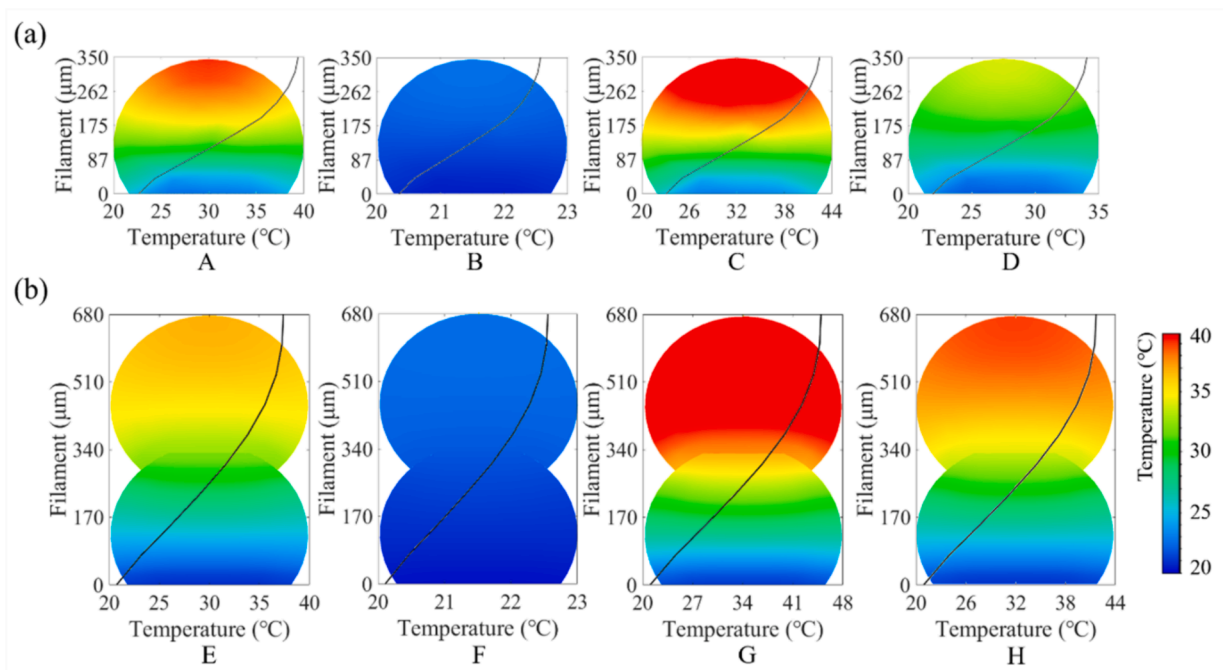 (a)
350 350 350 350
262 262 262 262
175 175 175 175
87 87 87 87
0 0 0 0
Filament (μm) Filament (μm) Filament (μm) Filament (μm)
20 25 30 35 40 20 21 22 23 20 26 32 38 44 20 25 30 35
Temperature (℃) Temperature (℃) Temperature (℃) Temperature (℃)
A B C D
(b)
680 680 680 680
510 510 510 510
340 340 340 340
170 170 170 170
0 0 0 0
Filament (μm) Filament (μm) Filament (μm) Filament (μm)
20 25 30 35 40 20 21 22 23 20 27 34 41 48 20 26 32 38 44
Temperature (℃) Temperature (℃) Temperature (℃) Temperature (℃)
E F G H
40
35
30
25
20
Temperature (℃)